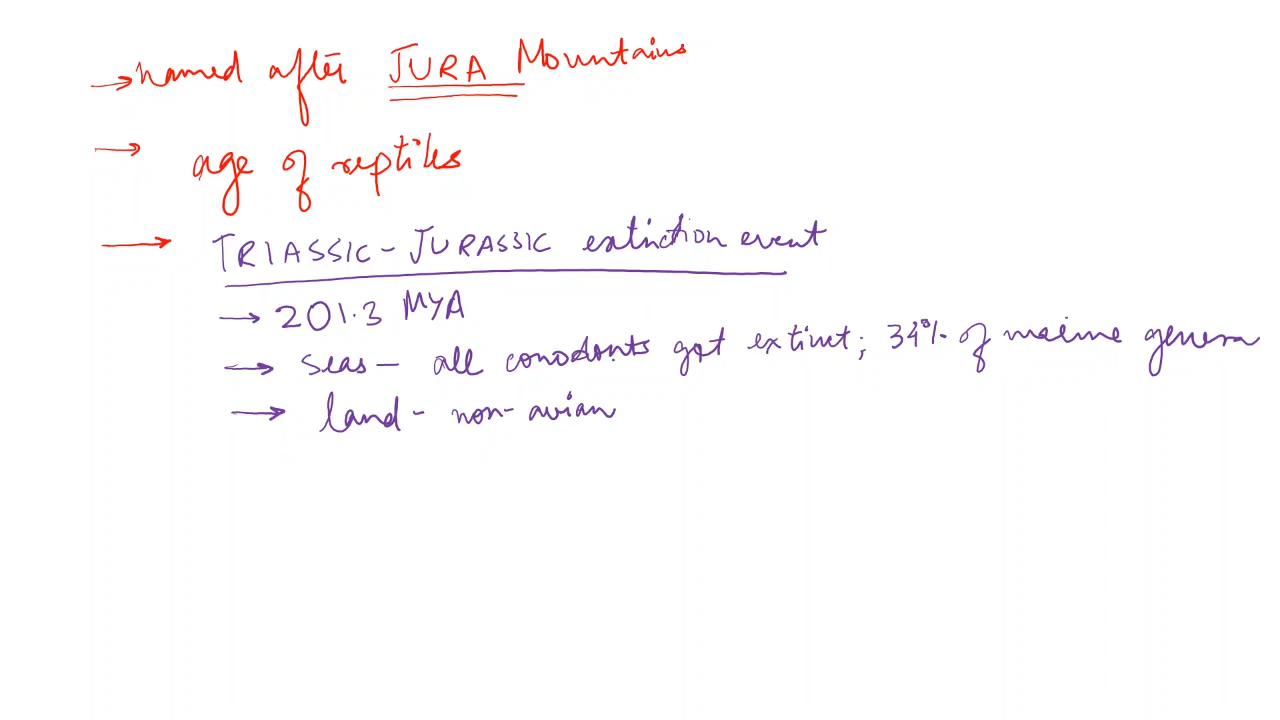 → named after JURA Mountains
→ age of reptiles
→ TRIASSIC - JURASSIC extinction event
→ 201.3 MYA
→ seas - all conodonts got extinct; 34% of marine genera
→ land - non-avian